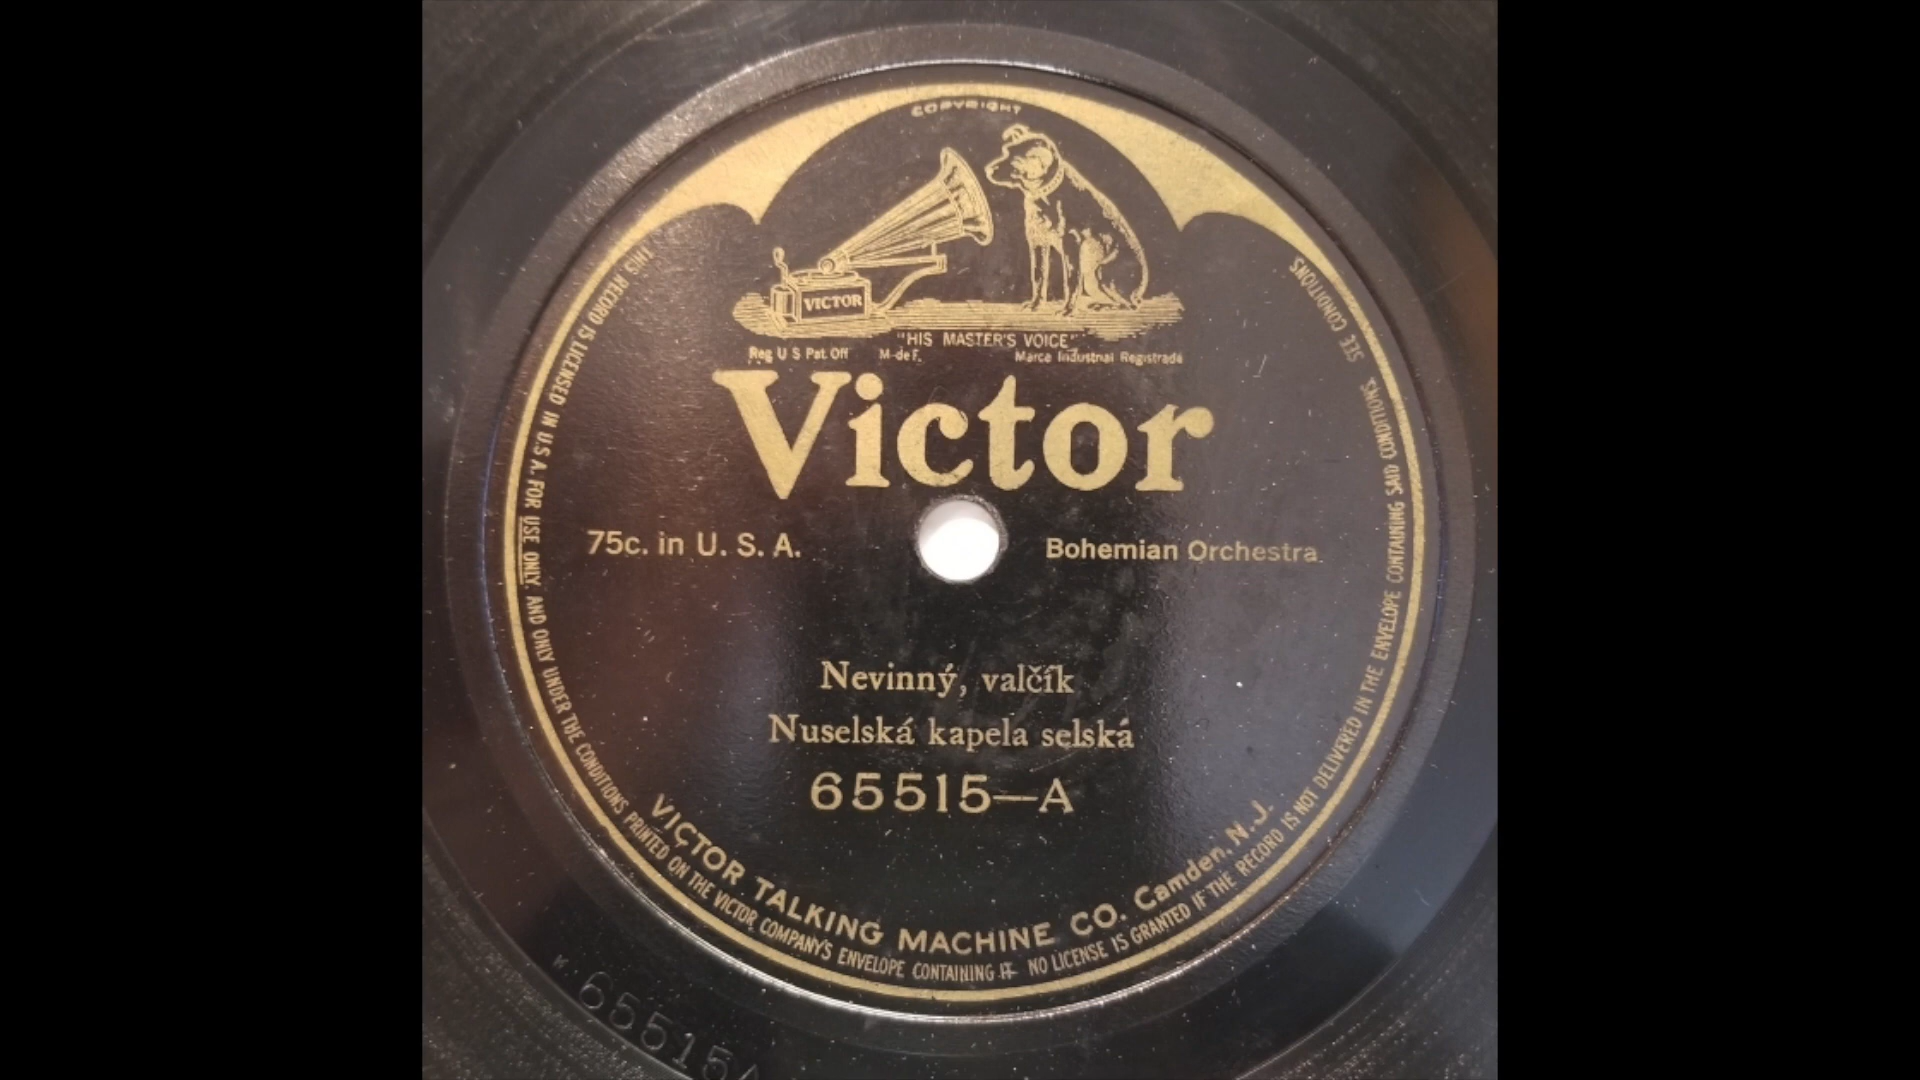 COPYRIGHT
VICTOR
"HIS MASTER'S VOICE"
Reg. U S Pat. Off M. de F. Marca Industrial Registrada
Victor
75c. in U. S. A.
Bohemian Orchestra
Nevinný, valčík
Nuselská kapela selská
65515—A
VICTOR TALKING MACHINE CO. Camden, N. J.
THIS RECORD IS LICENSED IN U. S. A. FOR USE ONLY, AND ONLY UNDER THE CONDITIONS PRINTED ON THE VICTOR COMPANY'S ENVELOPE CONTAINING IT NO LICENSE IS GRANTED IF THE RECORD IS NOT DELIVERED IN THE ENVELOPE CONTAINING SAID CONDITIONS. SEE CONDITIONS
65515A